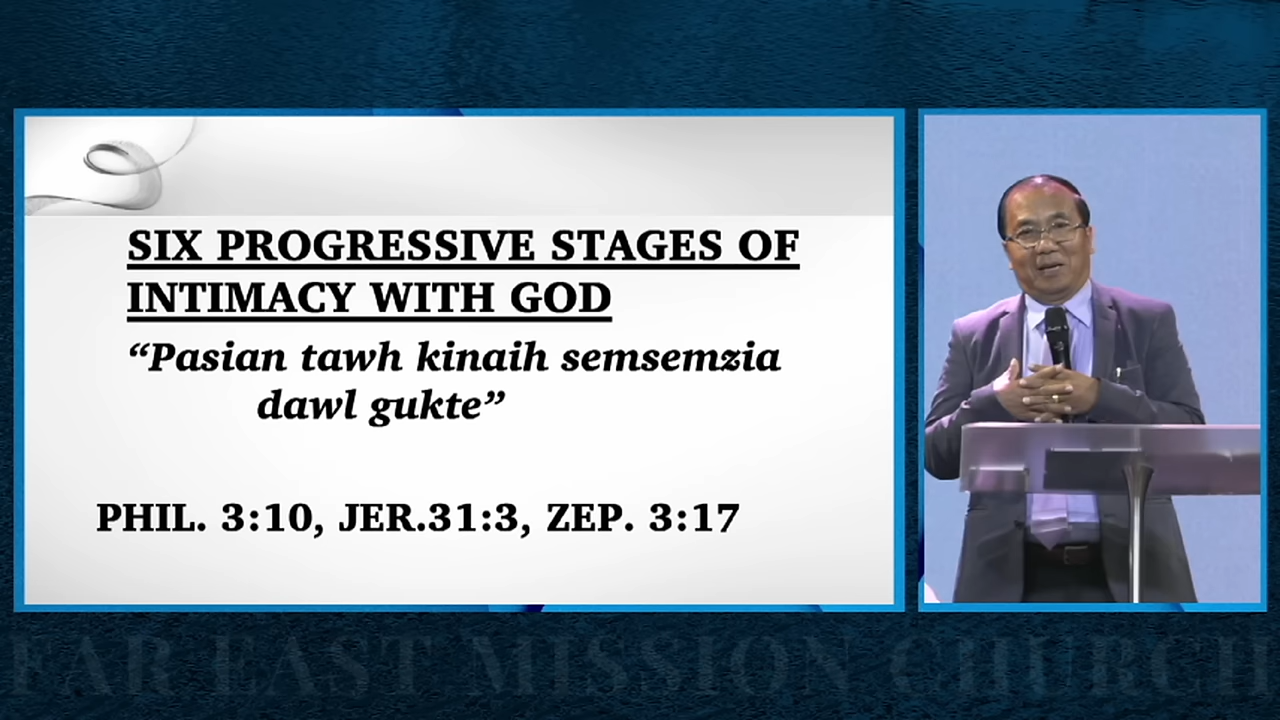 SIX PROGRESSIVE STAGES OF
INTIMACY WITH GOD
“Pasian tawh kinaih semsemzia
dawl gukte”
PHIL. 3:10, JER.31:3, ZEP. 3:17
FAR EAST MISSION CHURCH